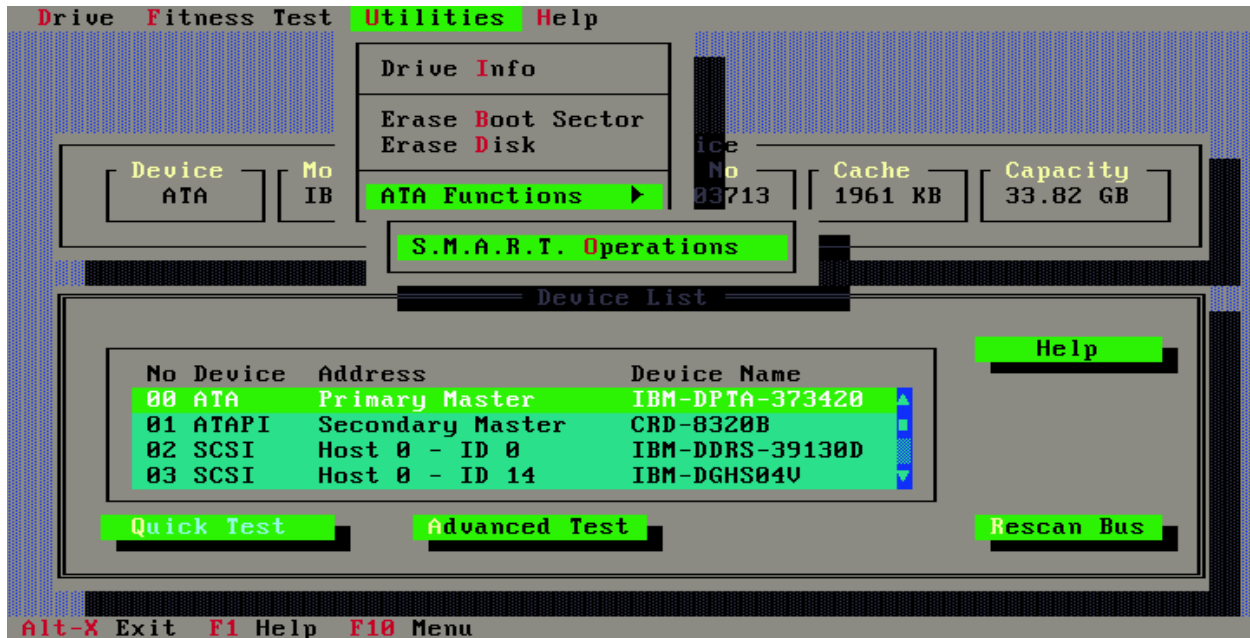 Drive Fitness Test Utilities Help
Drive Info
Erase Boot Sector
Erase Disk
ATA Functions
S.M.A.R.T. Operations
ice
Device Mo No Cache Capacity
ATA IB 03713 1961 KB 33.82 GB
Device List
Help
No Device Address Device Name
00 ATA Primary Master IBM-DPTA-373420
01 ATAPI Secondary Master CRD-8320B
02 SCSI Host 0 - ID 0 IBM-DDRS-39130D
03 SCSI Host 0 - ID 14 IBM-DGHS04V
Quick Test Advanced Test Rescan Bus
Alt-X Exit F1 Help F10 Menu